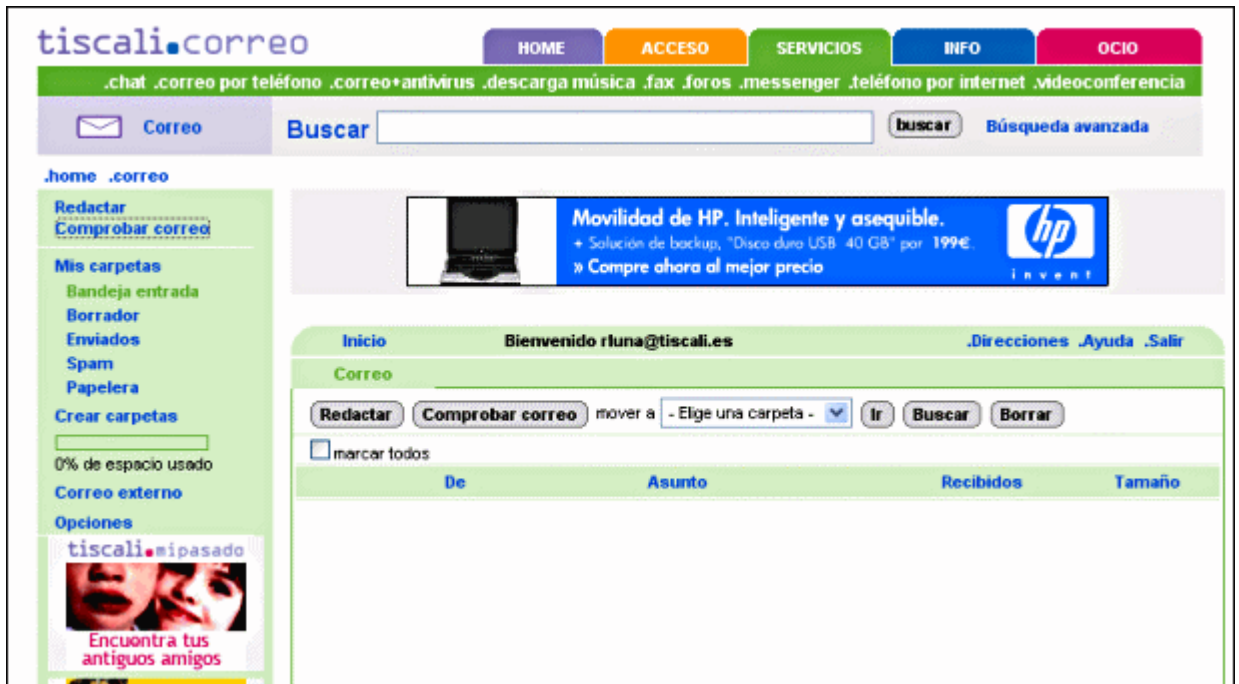 tiscali.correo
HOME ACCESO SERVICIOS INFO OCIO
.chat .correo por teléfono .correo+antivirus .descarga música .fax .foros .messenger .teléfono por internet .videoconferencia
Correo Buscar buscar Búsqueda avanzada
.home .correo
Redactar
Comprobar correo
Mis carpetas
Bandeja entrada
Borrador
Enviados
Spam
Papelera
Crear carpetas
0% de espacio usado
Correo externo
Opciones
tiscali.mipasado
Encuentra tus
antiguos amigos
Movilidad de HP. Inteligente y asequible.
+ Solución de backup, "Disco duro USB 40 GB" por 199€.
» Compre ahora al mejor precio
hp
invent
Inicio Bienvenido rluna@tiscali.es .Direcciones .Ayuda .Salir
Correo
Redactar Comprobar correo mover a - Elige una carpeta - Ir Buscar Borrar
marcar todos
De Asunto Recibidos Tamaño